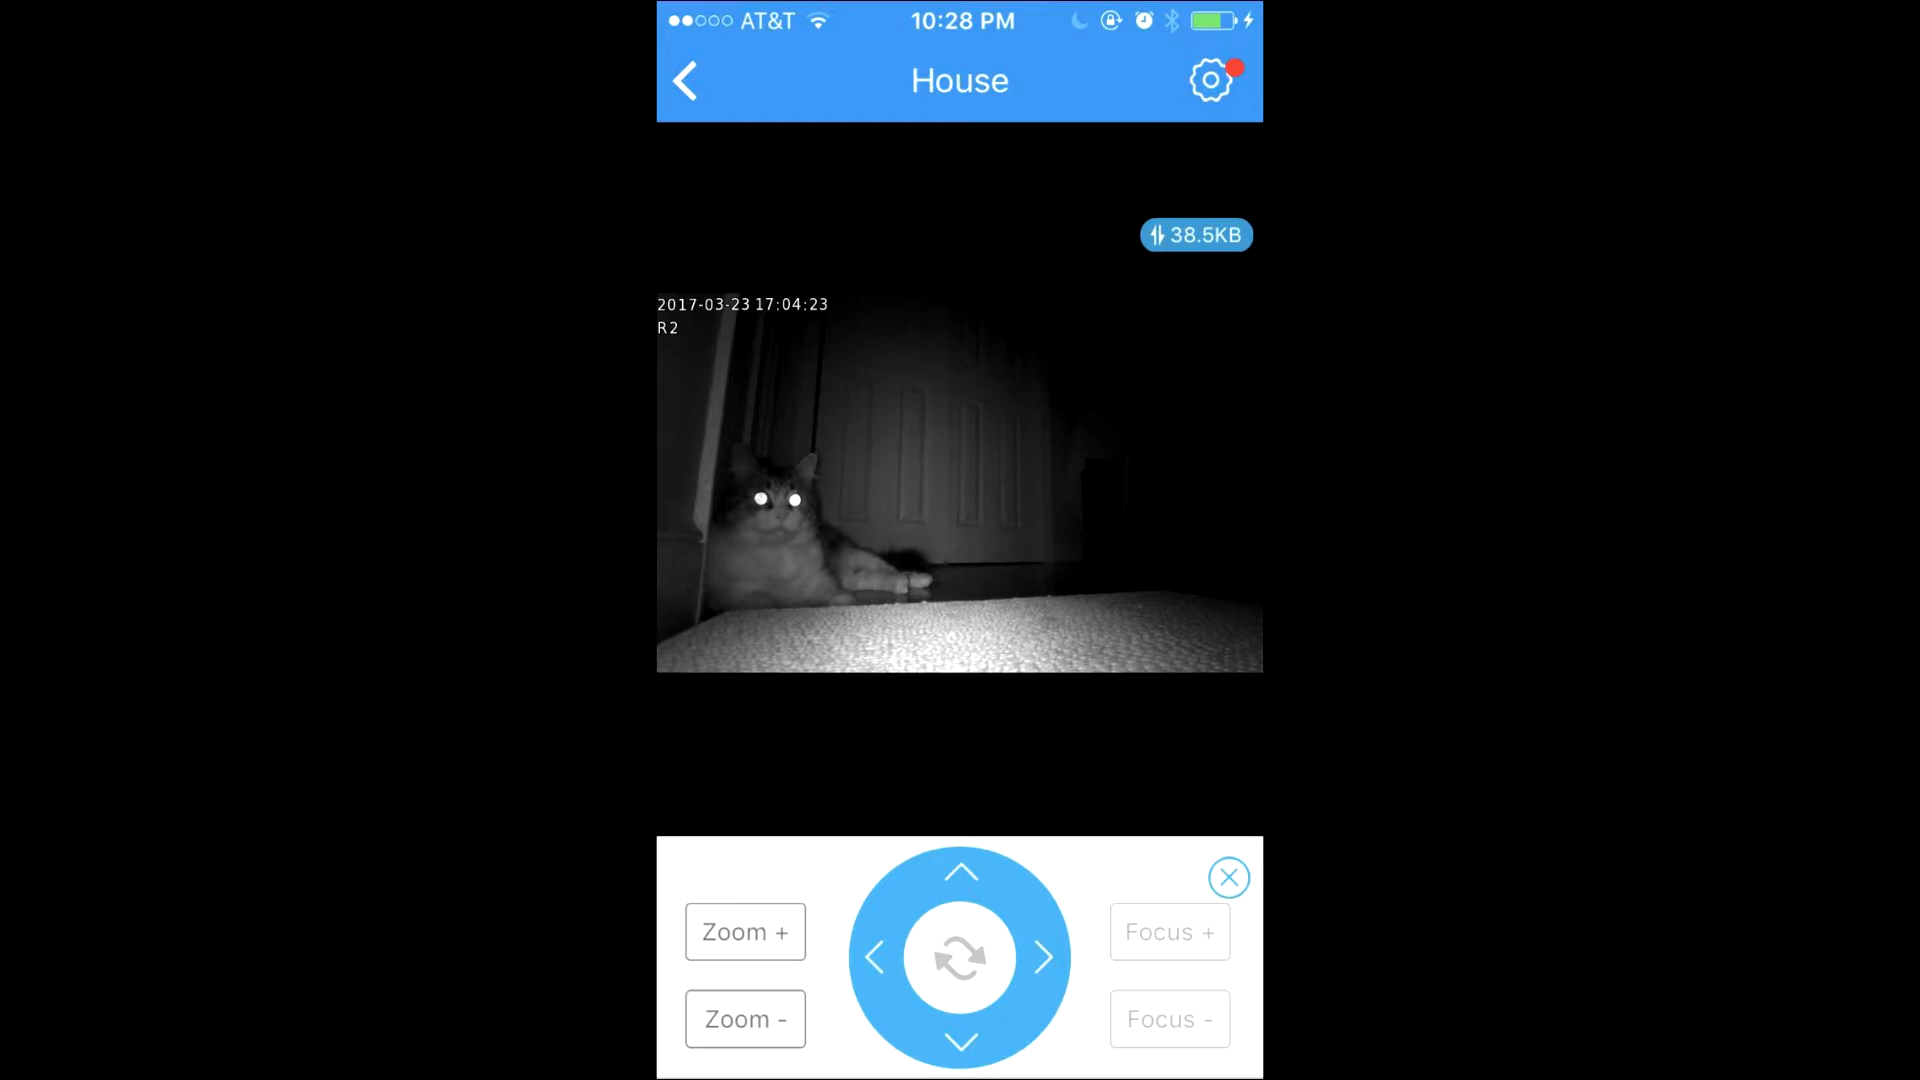 AT&T 10:28 PM
House
38.5KB
2017-03-23 17:04:23
R2
Zoom +
Focus +
Zoom -
Focus -